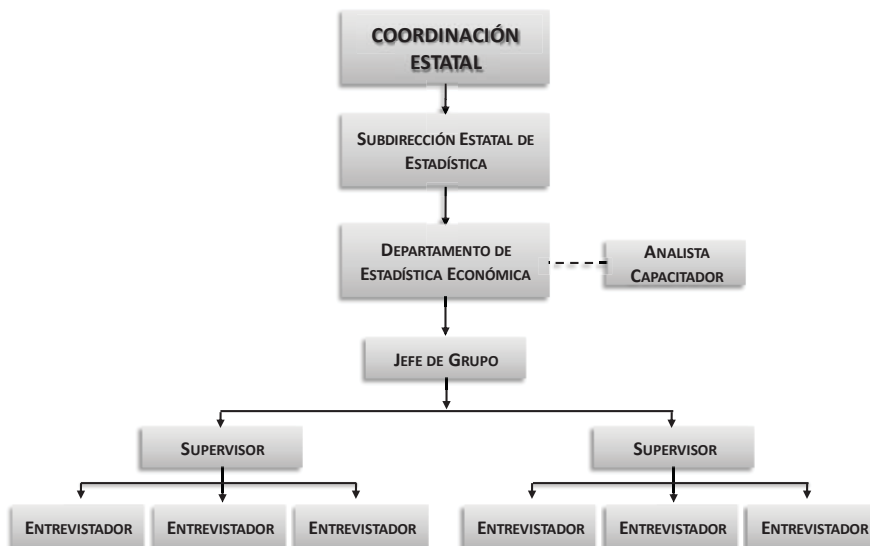 COORDINACIÓN
ESTATAL
SUBDIRECCIÓN ESTATAL DE
ESTADÍSTICA
DEPARTAMENTO DE
ESTADÍSTICA ECONÓMICA
ANALISTA
CAPACITADOR
JEFE DE GRUPO
SUPERVISOR
SUPERVISOR
ENTREVISTADOR
ENTREVISTADOR
ENTREVISTADOR
ENTREVISTADOR
ENTREVISTADOR
ENTREVISTADOR